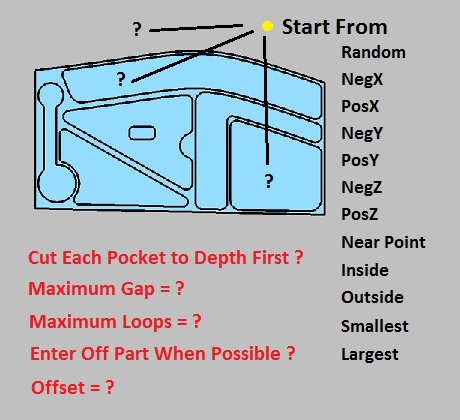 ?
Start From
?
?
Random
NegX
PosX
NegY
PosY
NegZ
PosZ
Near Point
Inside
Outside
Smallest
Largest
Cut Each Pocket to Depth First ?
Maximum Gap = ?
Maximum Loops = ?
Enter Off Part When Possible ?
Offset = ?